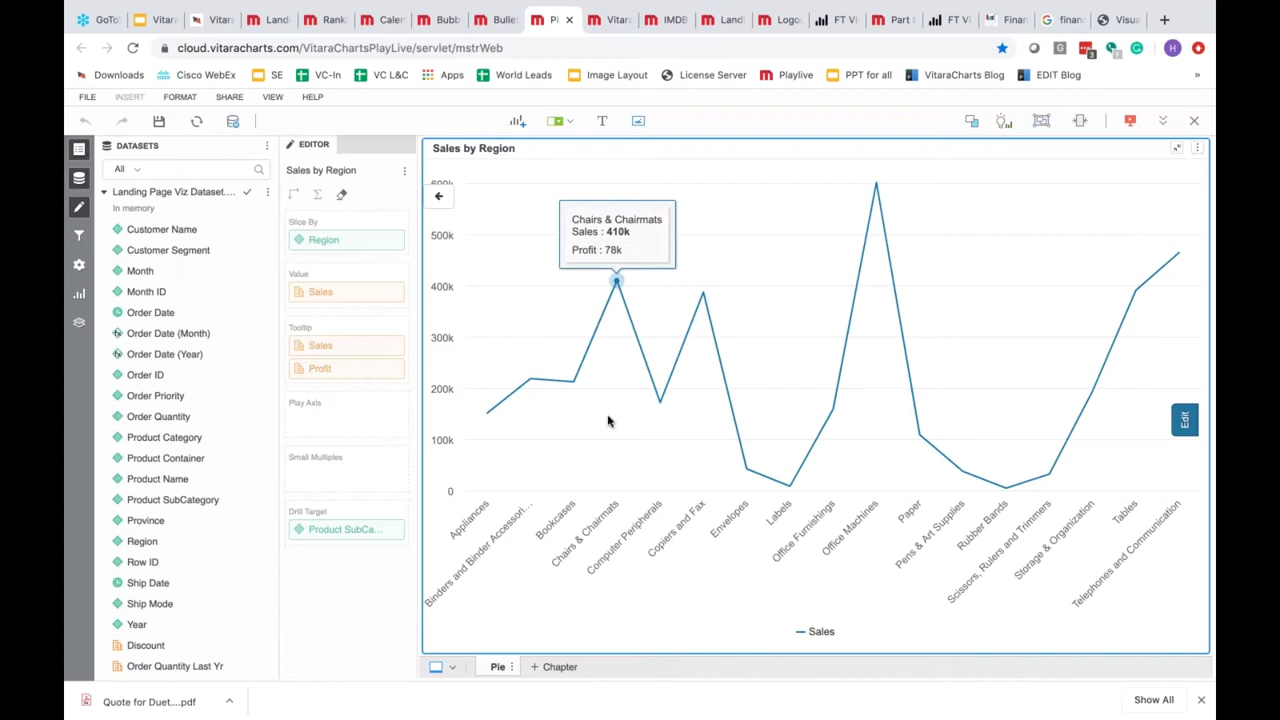 GoTo
Vitara
Vitara
Landi
Ranki
Calen
Bubb
Bullet
Pi
Vitara
IMDB
Landi
Logou
FT Vi
Part t
FT Vi
Finan
finan
Visua
cloud.vitaracharts.com/VitaraChartsPlayLive/servlet/mstrWeb
H
Downloads
Cisco WebEx
SE
VC-In
VC L&C
Apps
World Leads
Image Layout
License Server
Playlive
PPT for all
VitaraCharts Blog
EDIT Blog
»
FILE
INSERT
FORMAT
SHARE
VIEW
HELP
DATASETS
All
Landing Page Viz Dataset....
In memory
Customer Name
Customer Segment
Month
Month ID
Order Date
Order Date (Month)
Order Date (Year)
Order ID
Order Priority
Order Quantity
Product Category
Product Container
Product Name
Product SubCategory
Province
Region
Row ID
Ship Date
Ship Mode
Year
Discount
Order Quantity Last Yr
EDITOR
Sales by Region
Slice By
Region
Value
Sales
Tooltip
Sales
Profit
Play Axis
Small Multiples
Drill Target
Product SubCa...
Sales by Region
600k
500k
400k
300k
200k
100k
0
Chairs & Chairmats
Sales : 410k
Profit : 78k
Edit
Appliances
Binders and Binder Accessori...
Bookcases
Chairs & Chairmats
Computer Peripherals
Copiers and Fax
Envelopes
Labels
Office Furnishings
Office Machines
Paper
Pens & Art Supplies
Rubber Bands
Scissors, Rulers and Trimmers
Storage & Organization
Tables
Telephones and Communication
Sales
Pie
+ Chapter
Quote for Duet....pdf
Show All